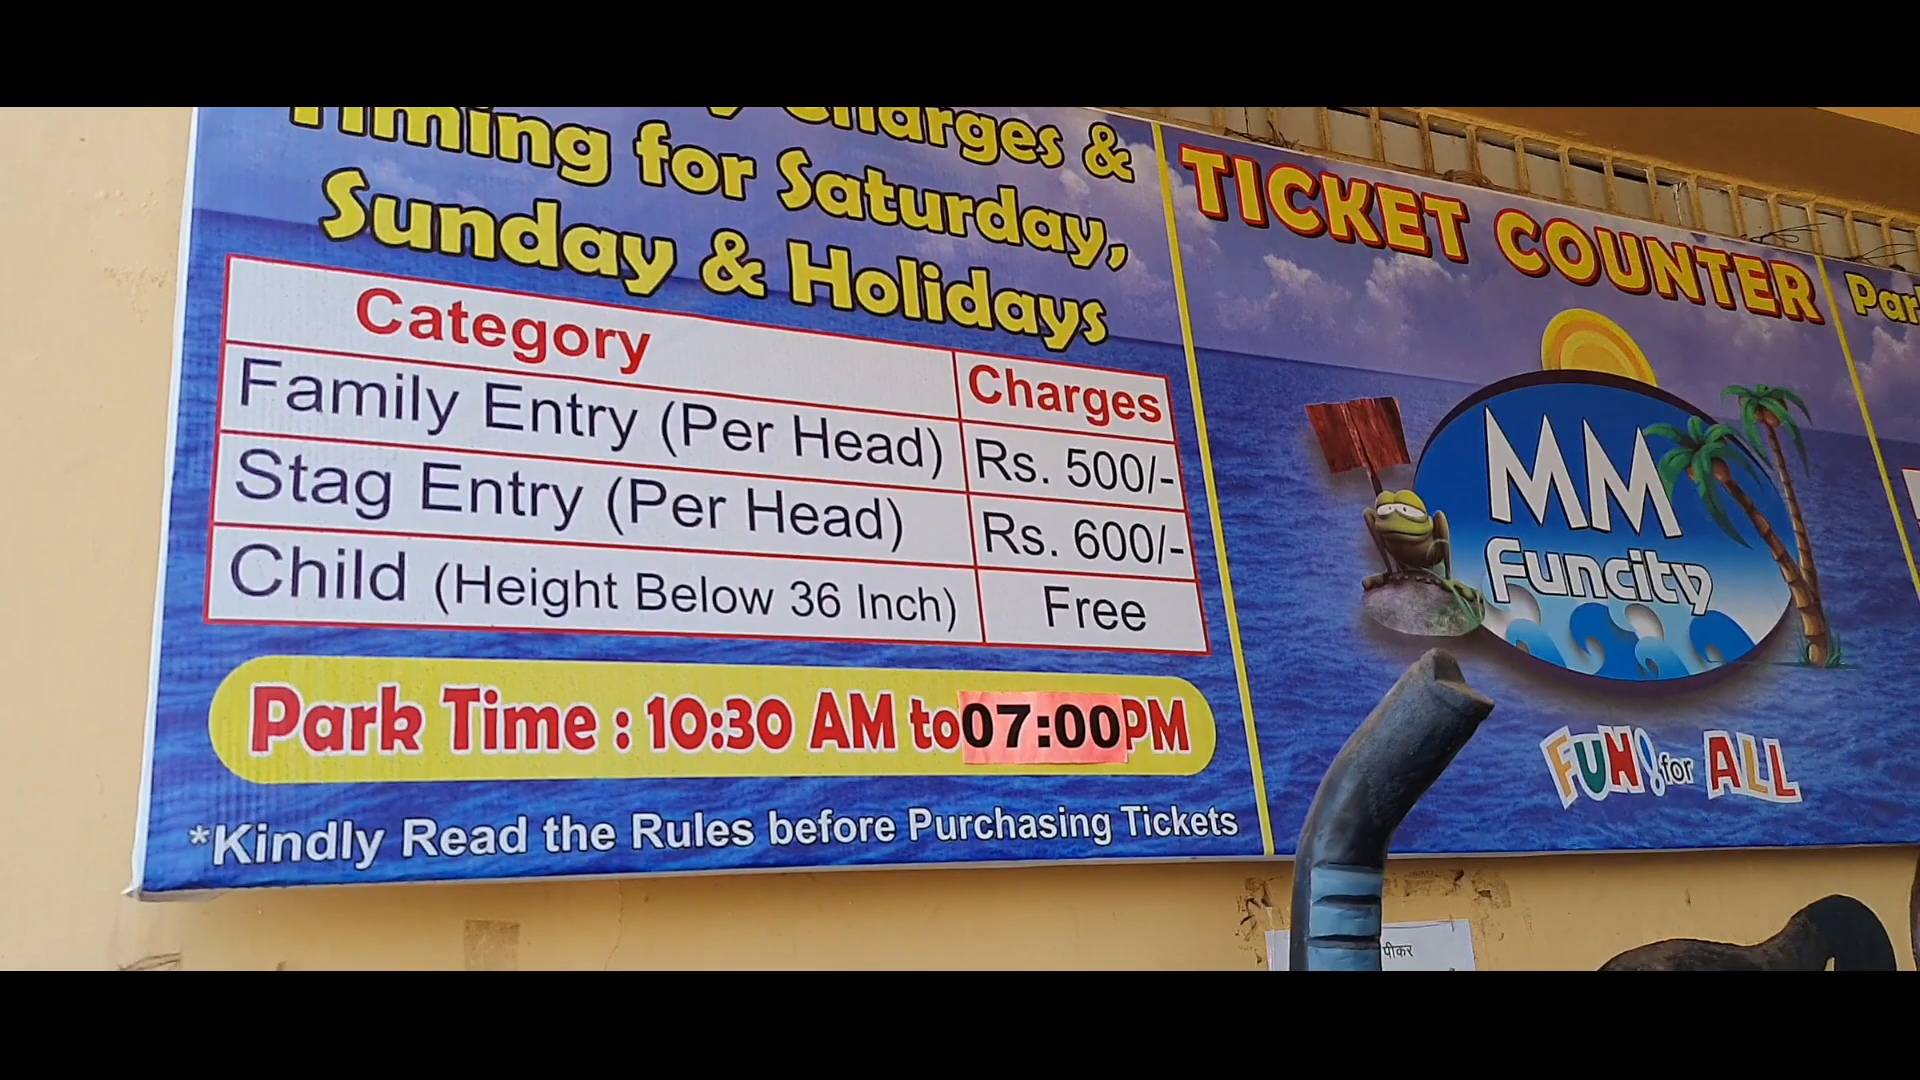 Charges &
Timing for Saturday,
Sunday & Holidays
Category Charges
Family Entry (Per Head) Rs. 500/-
Stag Entry (Per Head) Rs. 600/-
Child (Height Below 36 Inch) Free
Park Time : 10:30 AM to 07:00 PM
*Kindly Read the Rules before Purchasing Tickets
TICKET COUNTER
MM
Funcity
FUN! for ALL
पीकर